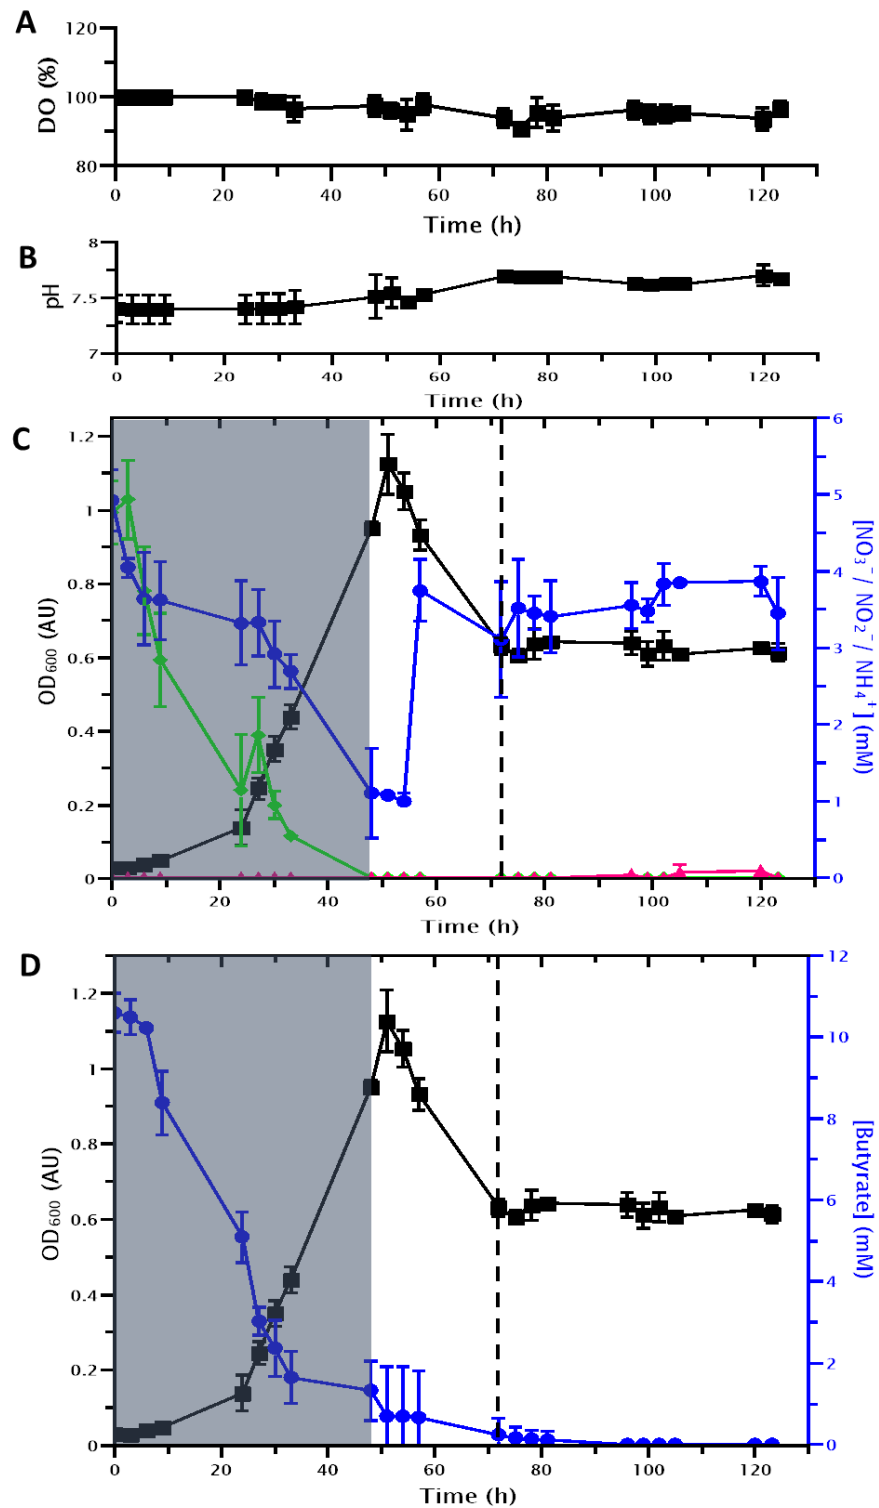 A
120
100
80
DO (%)
0 20 40 60 80 100 120
Time (h)
B
8
7.5
7
pH
0 20 40 60 80 100 120
Time (h)
C
1.2
1
0.8
0.6
0.4
0.2
0
OD₆₀₀ (AU)
6
5
4
3
2
1
0
[NO₃⁻/ NO₂⁻/ NH₄⁺] (mM)
0 20 40 60 80 100 120
Time (h)
D
1.2
1
0.8
0.6
0.4
0.2
0
OD₆₀₀ (AU)
12
10
8
6
4
2
0
[Butyrate] (mM)
0 20 40 60 80 100 120
Time (h)